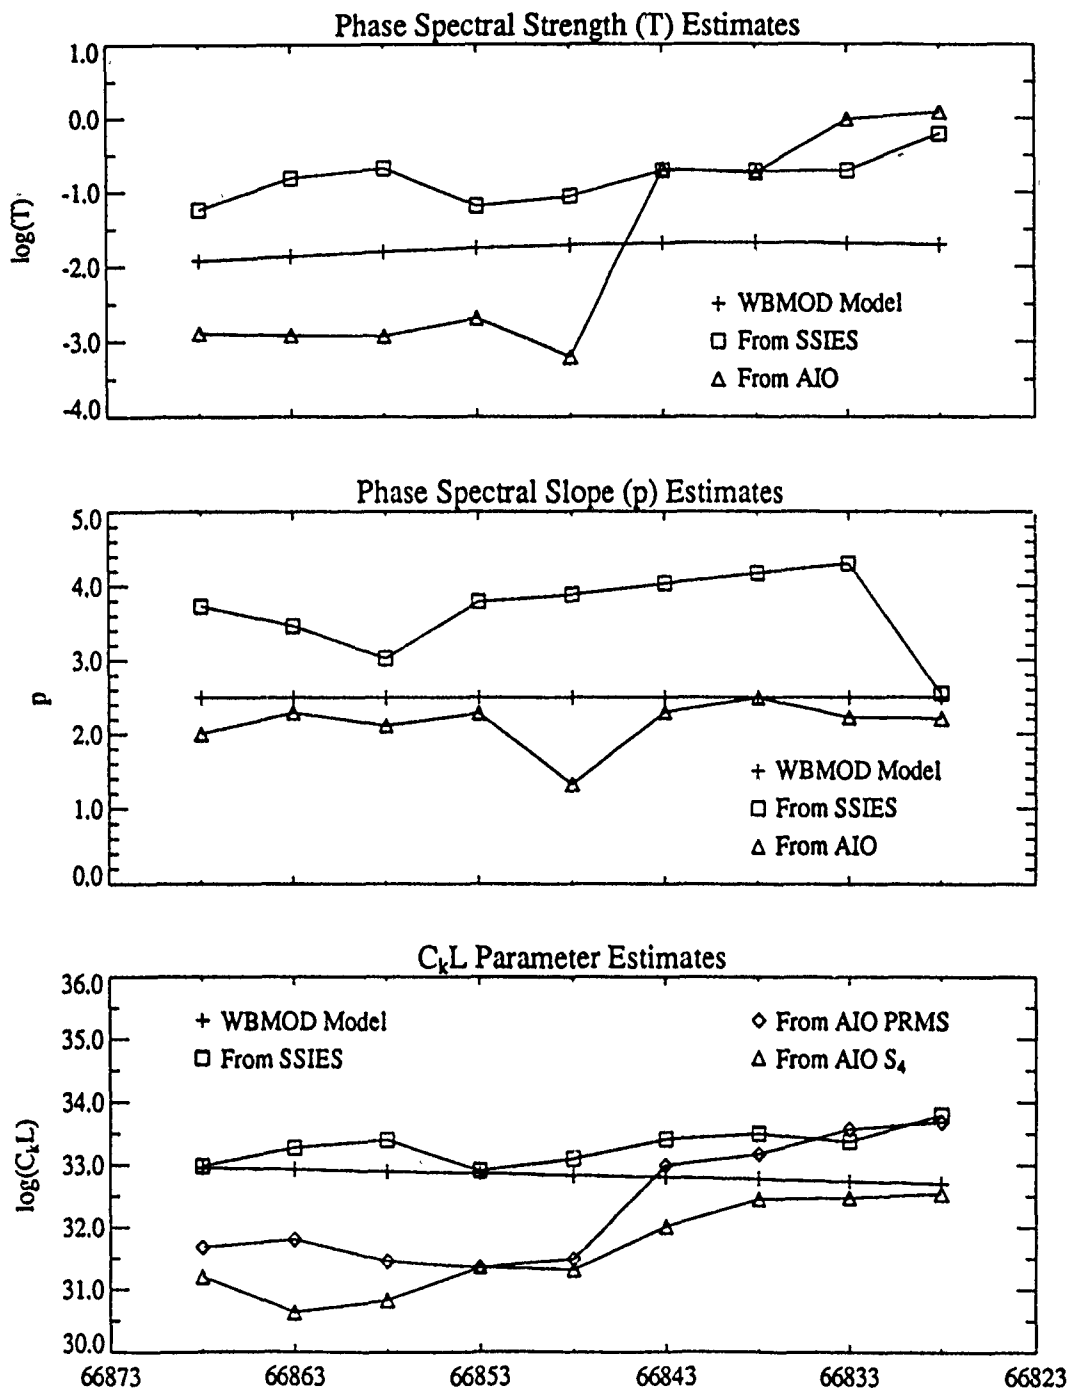 Phase Spectral Strength (T) Estimates
1.0
0.0
-1.0
-2.0
-3.0
-4.0
log(T)
+ WBMOD Model
□ From SSIES
△ From AIO
Phase Spectral Slope (p) Estimates
5.0
4.0
3.0
2.0
1.0
0.0
p
+ WBMOD Model
□ From SSIES
△ From AIO
CₖL Parameter Estimates
36.0
35.0
34.0
33.0
32.0
31.0
30.0
log(CₖL)
+ WBMOD Model
□ From SSIES
◇ From AIO PRMS
△ From AIO S₄
66873 66863 66853 66843 66833 66823